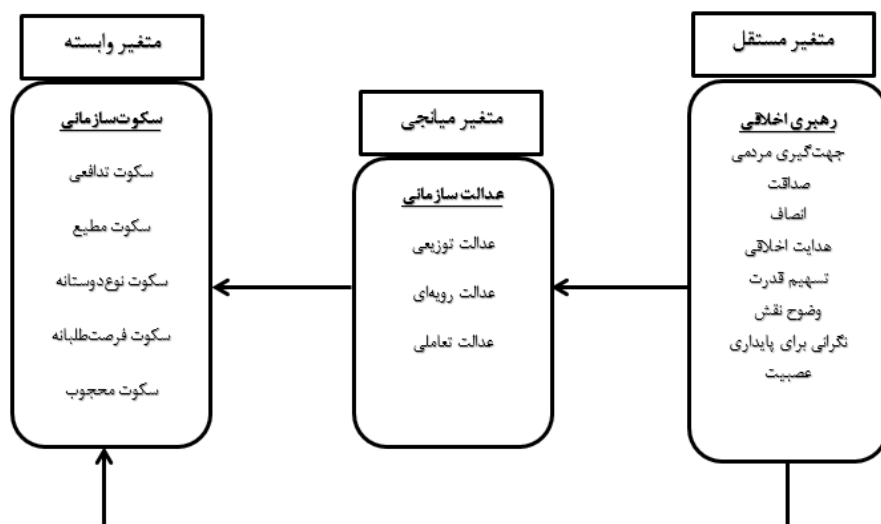 متغیر مستقل
رهبری اخلاقی
جهت‌گیری مردمی
صداقت
انصاف
هدایت اخلاقی
تسهیم قدرت
وضوح نقش
نگرانی برای پایداری
عصبیت
متغیر میانجی
عدالت سازمانی
عدالت توزیعی
عدالت رویه‌ای
عدالت تعاملی
متغیر وابسته
سکوت سازمانی
سکوت تدافعی
سکوت مطیع
سکوت نوع‌دوستانه
سکوت فرصت‌طلبانه
سکوت محجوب